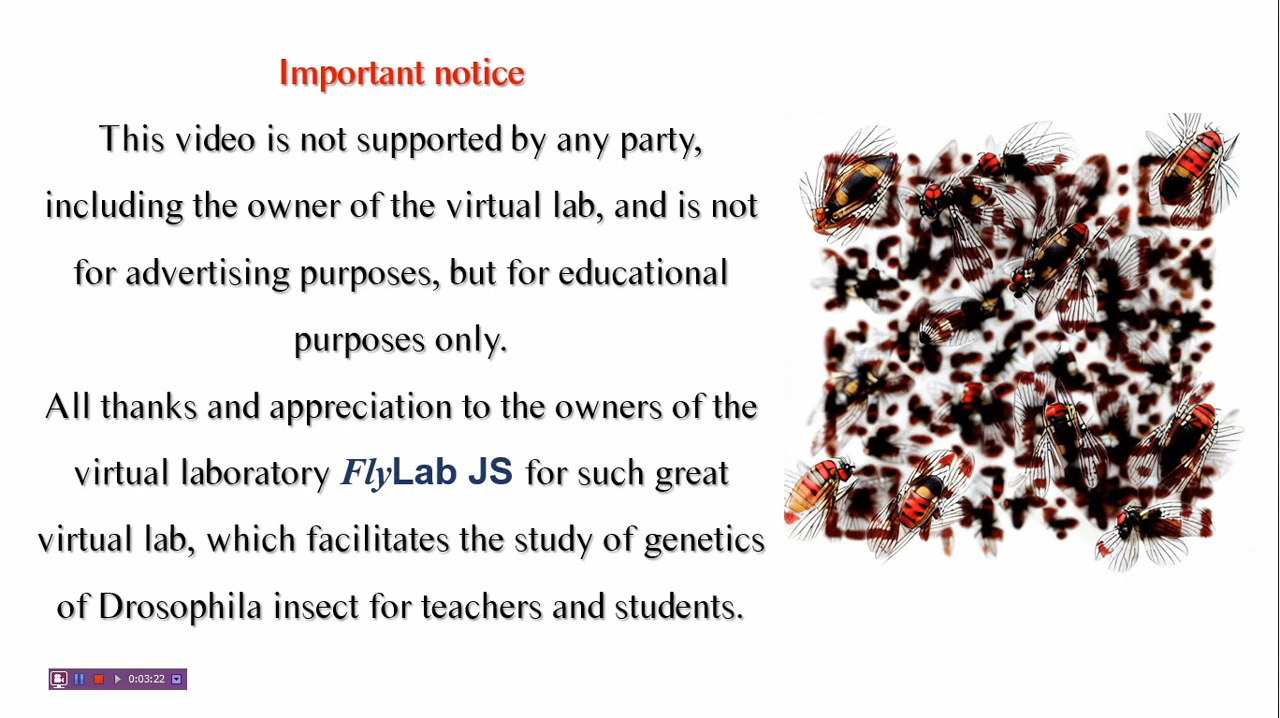 Important notice
This video is not supported by any party,
including the owner of the virtual lab, and is not
for advertising purposes, but for educational
purposes only.
All thanks and appreciation to the owners of the
virtual laboratory FlyLab JS for such great
virtual lab, which facilitates the study of genetics
of Drosophila insect for teachers and students.
0:03:22